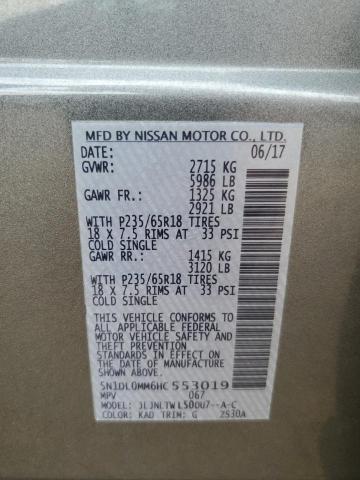 MFD BY NISSAN MOTOR CO., LTD.
DATE: 06/17
GVWR: 2715 KG
5986 LB
GAWR FR.: 1325 KG
2921 LB
WITH P235/65R18 TIRES
18 X 7.5 RIMS AT 33 PSI
COLD SINGLE
GAWR RR.: 1415 KG
3120 LB
WITH P235/65R18 TIRES
18 X 7.5 RIMS AT 33 PSI
COLD SINGLE
THIS VEHICLE CONFORMS TO
ALL APPLICABLE FEDERAL
MOTOR VEHICLE SAFETY
STANDARDS IN EFFECT ON
THE DATE OF MANUFACTURE
SHOWN ABOVE.
5N1DL0MM6HC553019
MPV 067
MODEL:
COLOR: KAD TRIM: G 2S30A